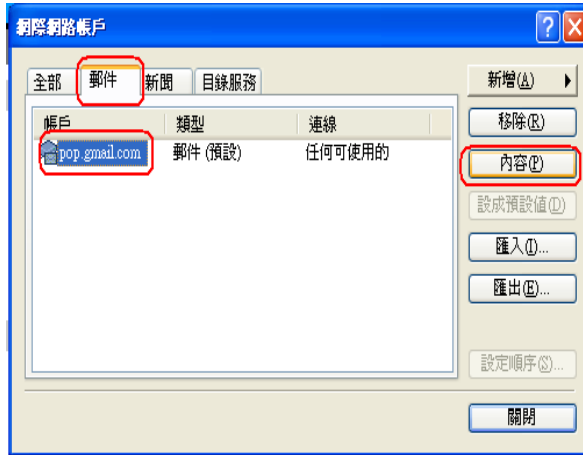 網際網路帳戶
全部 郵件 新聞 目錄服務
新增(A)
帳戶 類型 連線
移除(R)
pop.gmail.com 郵件 (預設) 任何可使用的
內容(P)
設成預設值(D)
匯入(I)...
匯出(E)...
設定順序(S)...
關閉